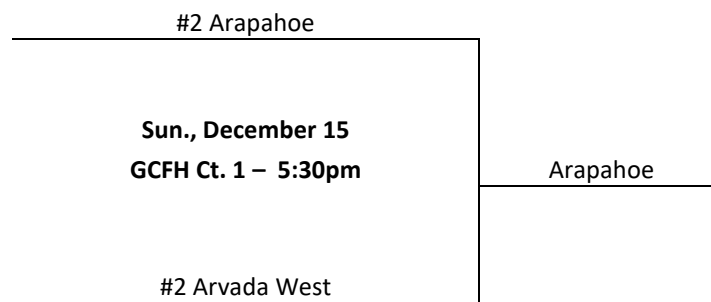 #2 Arapahoe
Sun., December 15
GCFH Ct. 1 – 5:30pm
Arapahoe
#2 Arvada West